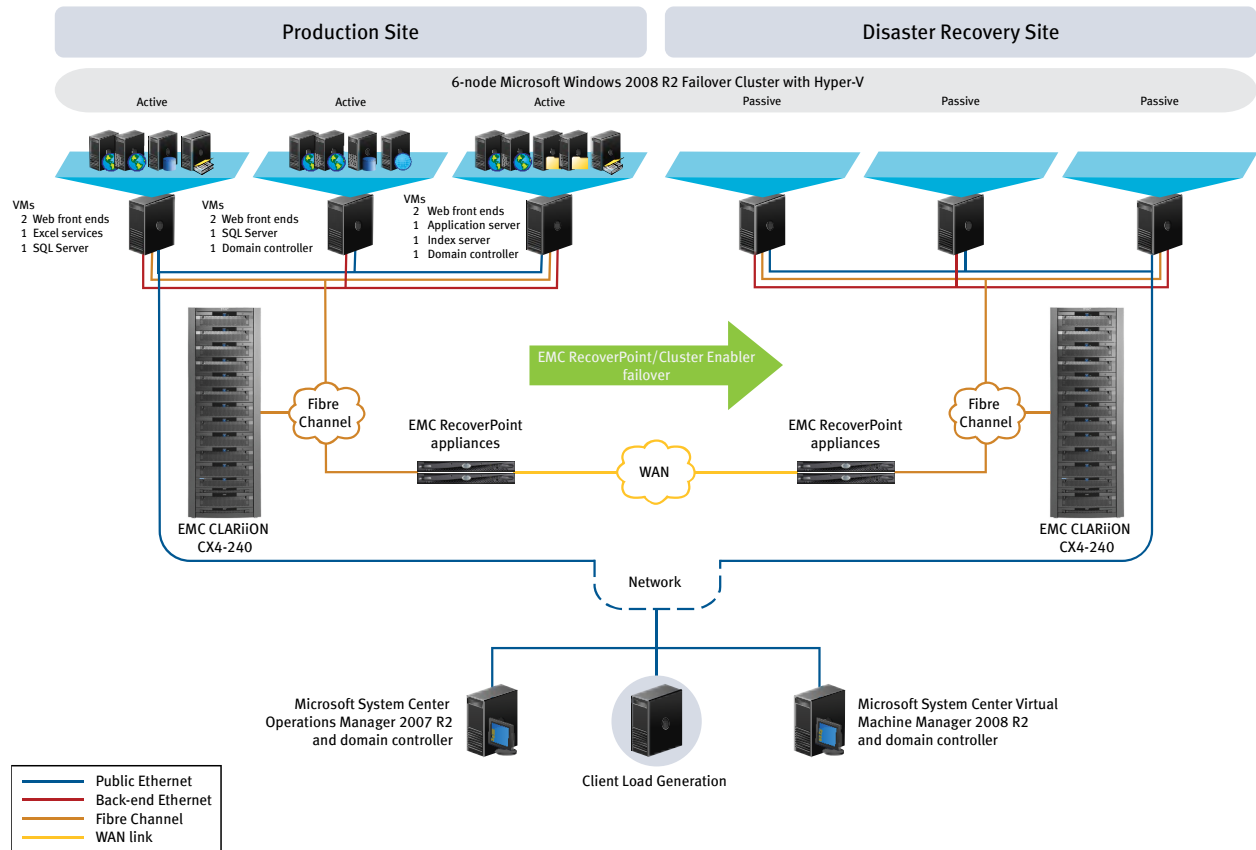 Production Site
Disaster Recovery Site
6-node Microsoft Windows 2008 R2 Failover Cluster with Hyper-V
Active
Active
Active
Passive
Passive
Passive
VMs
2 Web front ends
1 Excel services
1 SQL Server
VMs
2 Web front ends
1 SQL Server
1 Domain controller
VMs
2 Web front ends
1 Application server
1 Index server
1 Domain controller
EMC RecoverPoint/Cluster Enabler
failover
Fibre
Channel
Fibre
Channel
EMC RecoverPoint
appliances
WAN
EMC RecoverPoint
appliances
EMC CLARiiON
CX4-240
EMC CLARiiON
CX4-240
Network
Microsoft System Center
Operations Manager 2007 R2
and domain controller
Client Load Generation
Microsoft System Center Virtual
Machine Manager 2008 R2
and domain controller
Public Ethernet
Back-end Ethernet
Fibre Channel
WAN link